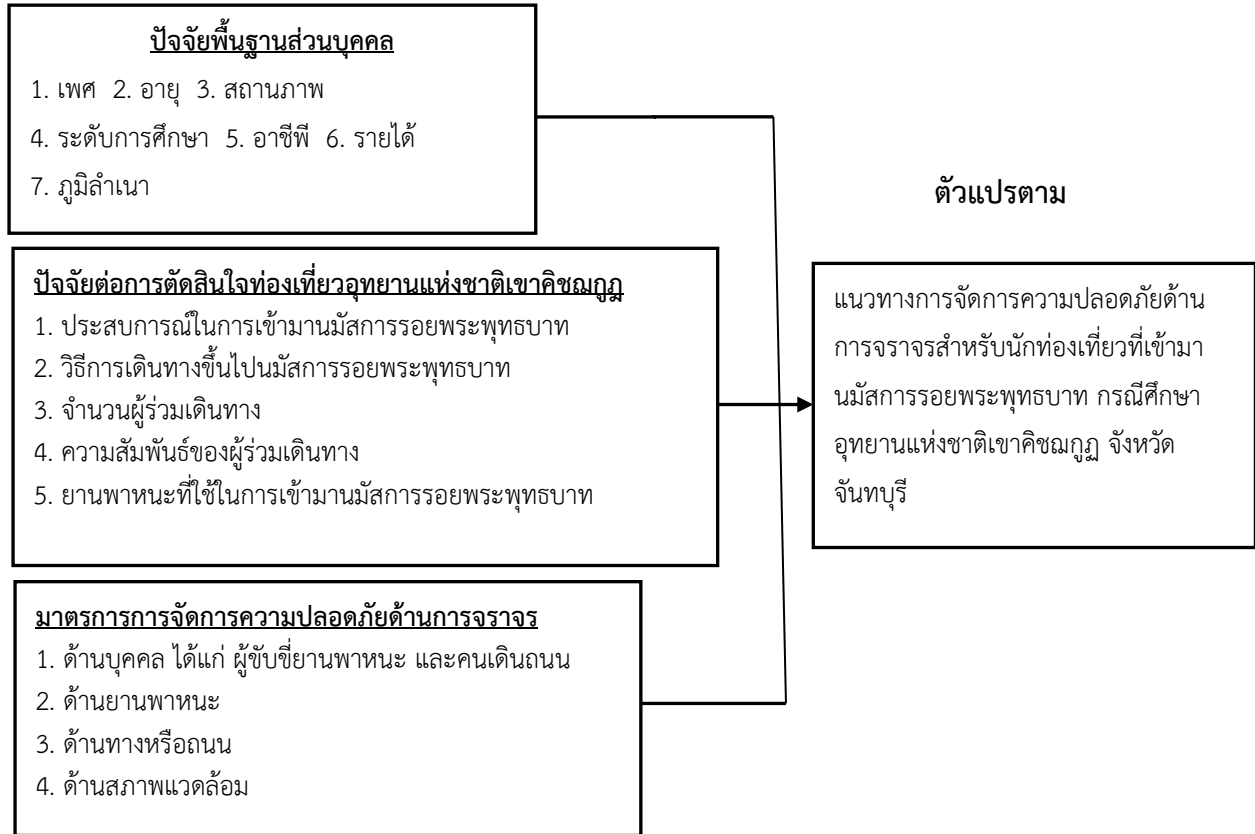 ปัจจัยพื้นฐานส่วนบุคคล
1. เพศ 2. อายุ 3. สถานภาพ
4. ระดับการศึกษา 5. อาชีพี 6. รายได้
7. ภูมิลำเนา
ปัจจัยต่อการตัดสินใจท่องเที่ยวอุทยานแห่งชาติเขาคิชฌกูฏ
1. ประสบการณ์ในการเข้ามานมัสการรอยพระพุทธบาท
2. วิธีการเดินทางขึ้นไปนมัสการรอยพระพุทธบาท
3. จำนวนผู้ร่วมเดินทาง
4. ความสัมพันธ์ของผู้ร่วมเดินทาง
5. ยานพาหนะที่ใช้ในการเข้ามานมัสการรอยพระพุทธบาท
มาตรการการจัดการความปลอดภัยด้านการจราจร
1. ด้านบุคคล ได้แก่ ผู้ขับขี่ยานพาหนะ และคนเดินถนน
2. ด้านยานพาหนะ
3. ด้านทางหรือถนน
4. ด้านสภาพแวดล้อม
ตัวแปรตาม
แนวทางการจัดการความปลอดภัยด้าน
การจราจรสำหรับนักท่องเที่ยวที่เข้ามา
นมัสการรอยพระพุทธบาท กรณีศึกษา
อุทยานแห่งชาติเขาคิชฌกูฏ จังหวัด
จันทบุรี